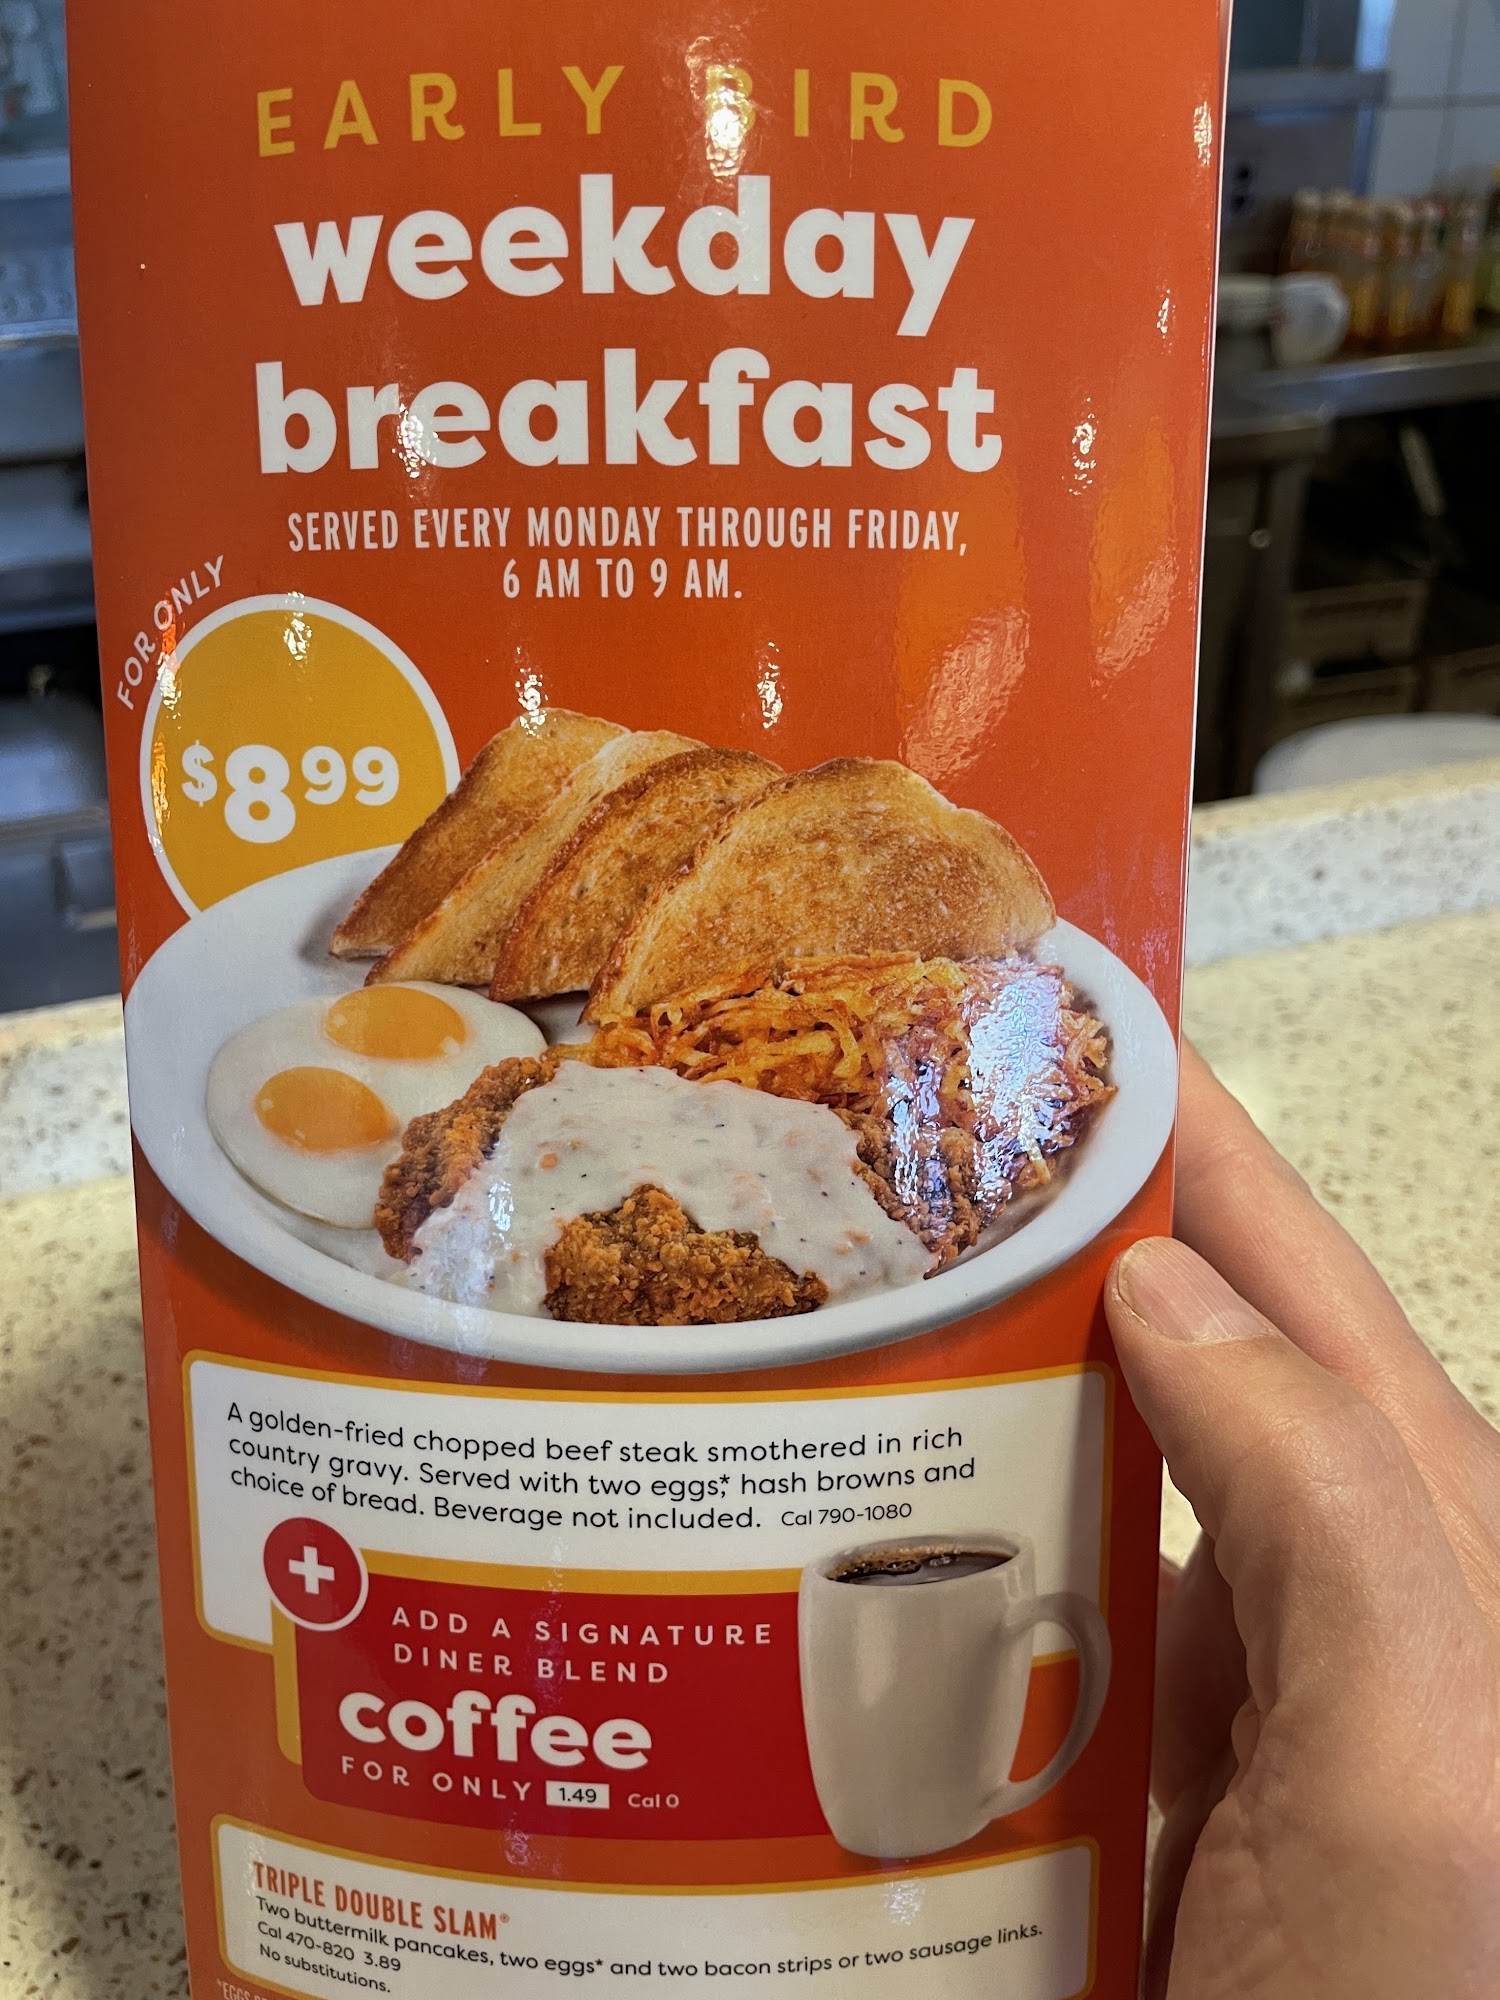 EARLY BIRD
weekday
breakfast
SERVED EVERY MONDAY THROUGH FRIDAY,
6 AM TO 9 AM.
FOR ONLY
$8 99
A golden-fried chopped beef steak smothered in rich
country gravy. Served with two eggs,* hash browns and
choice of bread. Beverage not included. Cal 790-1080
+
ADD A SIGNATURE
DINER BLEND
coffee
FOR ONLY 1.49 Cal 0
TRIPLE DOUBLE SLAM®
Two buttermilk pancakes, two eggs* and two bacon strips or two sausage links.
Cal 470-820 3.89
No substitutions.
*EGGS